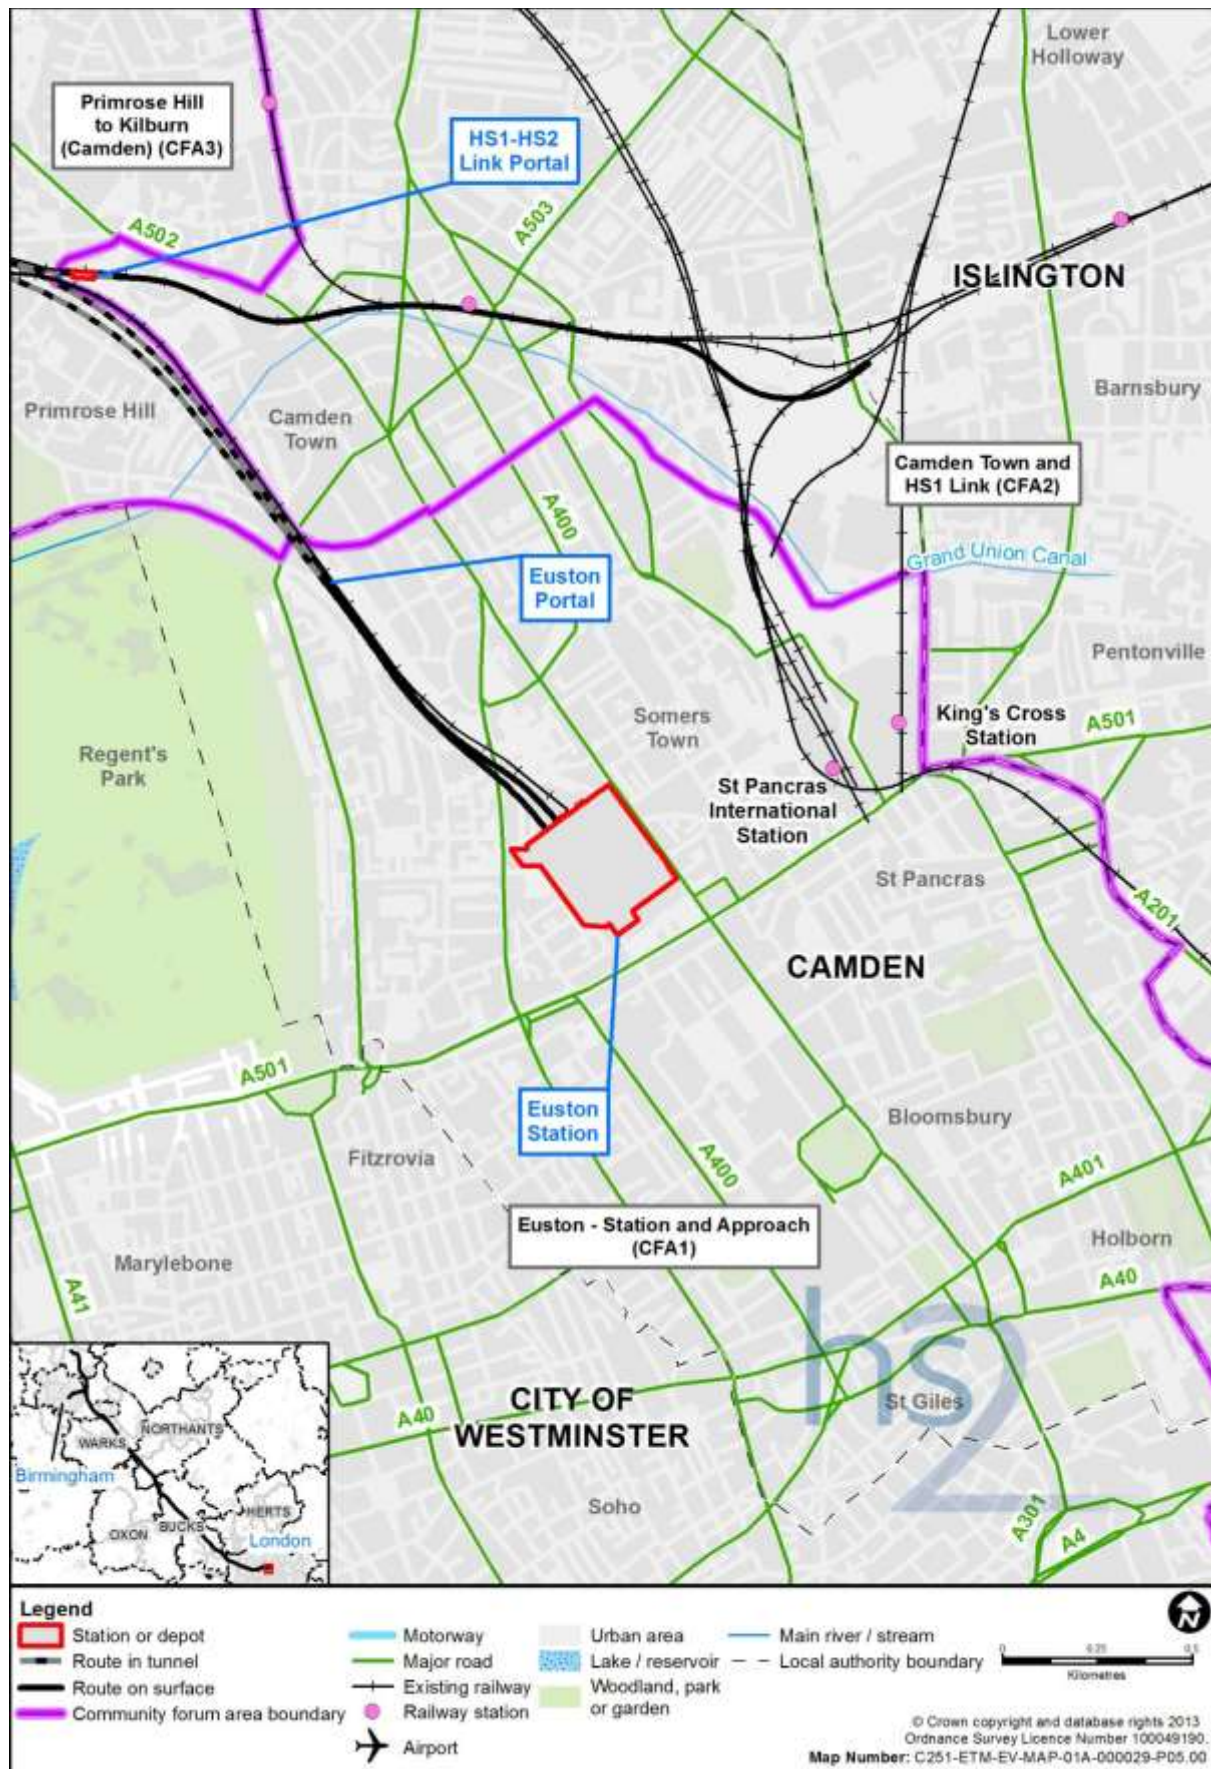 Lower
Holloway
Primrose Hill
to Kilburn
(Camden) (CFA3)
HS1-HS2
Link Portal
A502
A503
ISLINGTON
Barnsbury
Primrose Hill
Camden
Town
Camden Town and
HS1 Link (CFA2)
A400
Grand Union Canal
Euston
Portal
Pentonville
Somers
Town
King's Cross
Station
A501
Regent's
Park
St Pancras
International
Station
St Pancras
A201
CAMDEN
A501
Euston
Station
Bloomsbury
Fitzrovia
A400
A401
Euston - Station and Approach
(CFA1)
Holborn
Marylebone
A40
A41
hs2
CITY OF
WESTMINSTER
A40
St Giles
Soho
A301
A4
NORTHANTS
WARKS
Birmingham
HERTS
BUCKS
OXON
London
Legend
Station or depot
Route in tunnel
Route on surface
Community forum area boundary
Motorway
Major road
Existing railway
Railway station
Airport
Urban area
Lake / reservoir
Woodland, park
or garden
Main river / stream
Local authority boundary
N
0 0.25 0.5
Kilometres
© Crown copyright and database rights 2013
Ordnance Survey Licence Number 100049190.
Map Number: C251-ETM-EV-MAP-01A-000029-P05.00